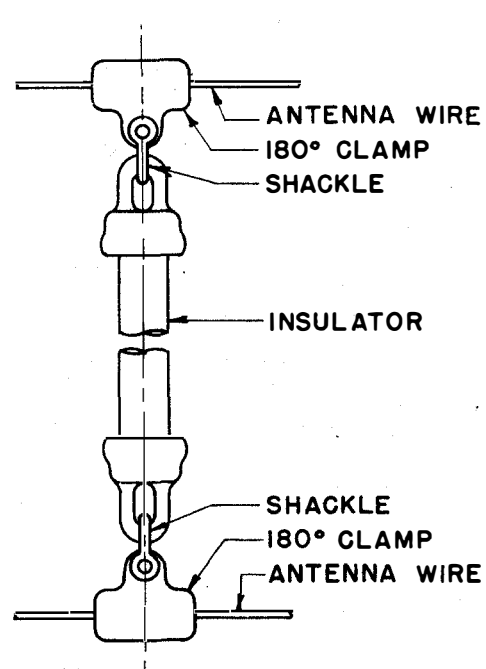 ANTENNA WIRE
180° CLAMP
SHACKLE
INSULATOR
SHACKLE
180° CLAMP
ANTENNA WIRE